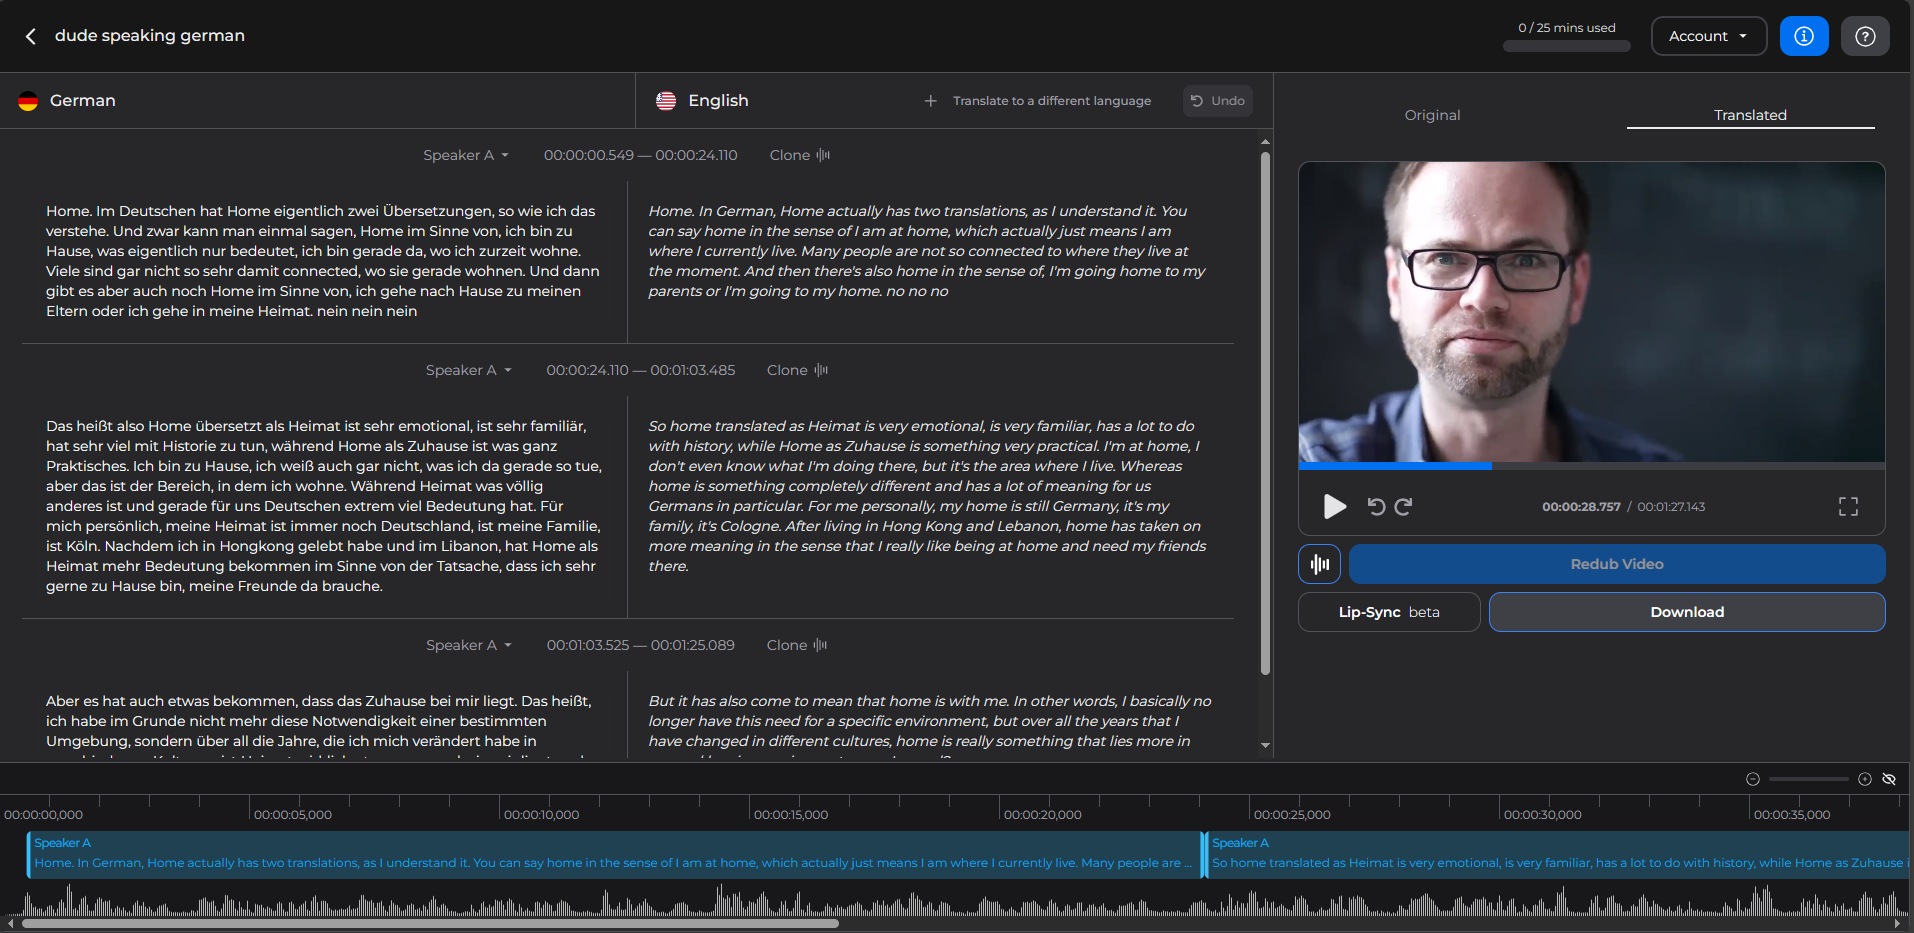 dude speaking german
0 / 25 mins used
Account
German
English
Translate to a different language
Undo
Original
Translated
Speaker A
00:00:00.549 — 00:00:24.110
Clone
Home. Im Deutschen hat Home eigentlich zwei Übersetzungen, so wie ich das
verstehe. Und zwar kann man einmal sagen, Home im Sinne von, ich bin zu
Hause, was eigentlich nur bedeutet, ich bin gerade da, wo ich zurzeit wohne.
Viele sind gar nicht so sehr damit connected, wo sie gerade wohnen. Und dann
gibt es aber auch noch Home im Sinne von, ich gehe nach Hause zu meinen
Eltern oder ich gehe in meine Heimat. nein nein nein
Home. In German, Home actually has two translations, as I understand it. You
can say home in the sense of I am at home, which actually just means I am
where I currently live. Many people are not so connected to where they live at
the moment. And then there's also home in the sense of, I'm going home to my
parents or I'm going to my home. no no no
Speaker A
00:00:24.110 — 00:01:03.485
Clone
Das heißt also Home übersetzt als Heimat ist sehr emotional, ist sehr familiär,
hat sehr viel mit Historie zu tun, während Home als Zuhause ist was ganz
Praktisches. Ich bin zu Hause, ich weiß auch gar nicht, was ich da gerade so tue,
aber das ist der Bereich, in dem ich wohne. Während Heimat was völlig
anderes ist und gerade für uns Deutschen extrem viel Bedeutung hat. Für
mich persönlich, meine Heimat ist immer noch Deutschland, ist meine Familie,
ist Köln. Nachdem ich in Hongkong gelebt habe und im Libanon, hat Home als
Heimat mehr Bedeutung bekommen im Sinne von der Tatsache, dass ich sehr
gerne zu Hause bin, meine Freunde da brauche.
So home translated as Heimat is very emotional, is very familiar, has a lot to do
with history, while Home as Zuhause is something very practical. I'm at home, I
don't even know what I'm doing there, but it's the area where I live. Whereas
home is something completely different and has a lot of meaning for us
Germans in particular. For me personally, my home is still Germany, it's my
family, it's Cologne. After living in Hong Kong and Lebanon, home has taken on
more meaning in the sense that I really like being at home and need my friends
there.
Speaker A
00:01:03.525 — 00:01:25.089
Clone
Aber es hat auch etwas bekommen, dass das Zuhause bei mir liegt. Das heißt,
ich habe im Grunde nicht mehr diese Notwendigkeit einer bestimmten
Umgebung, sondern über all die Jahre, die ich mich verändert habe in
But it has also come to mean that home is with me. In other words, I basically no
longer have this need for a specific environment, but over all the years that I
have changed in different cultures, home is really something that lies more in
00:00:28.757 / 00:01:27.143
Redub Video
Lip-Sync beta
Download
00:00:00,000
00:00:05,000
00:00:10,000
00:00:15,000
00:00:20,000
00:00:25,000
00:00:30,000
00:00:35,000
Speaker A
Home. In German, Home actually has two translations, as I understand it. You can say home in the sense of I am at home, which actually just means I am where I currently live. Many people are ...
Speaker A
So home translated as Heimat is very emotional, is very familiar, has a lot to do with history, while Home as Zuhause